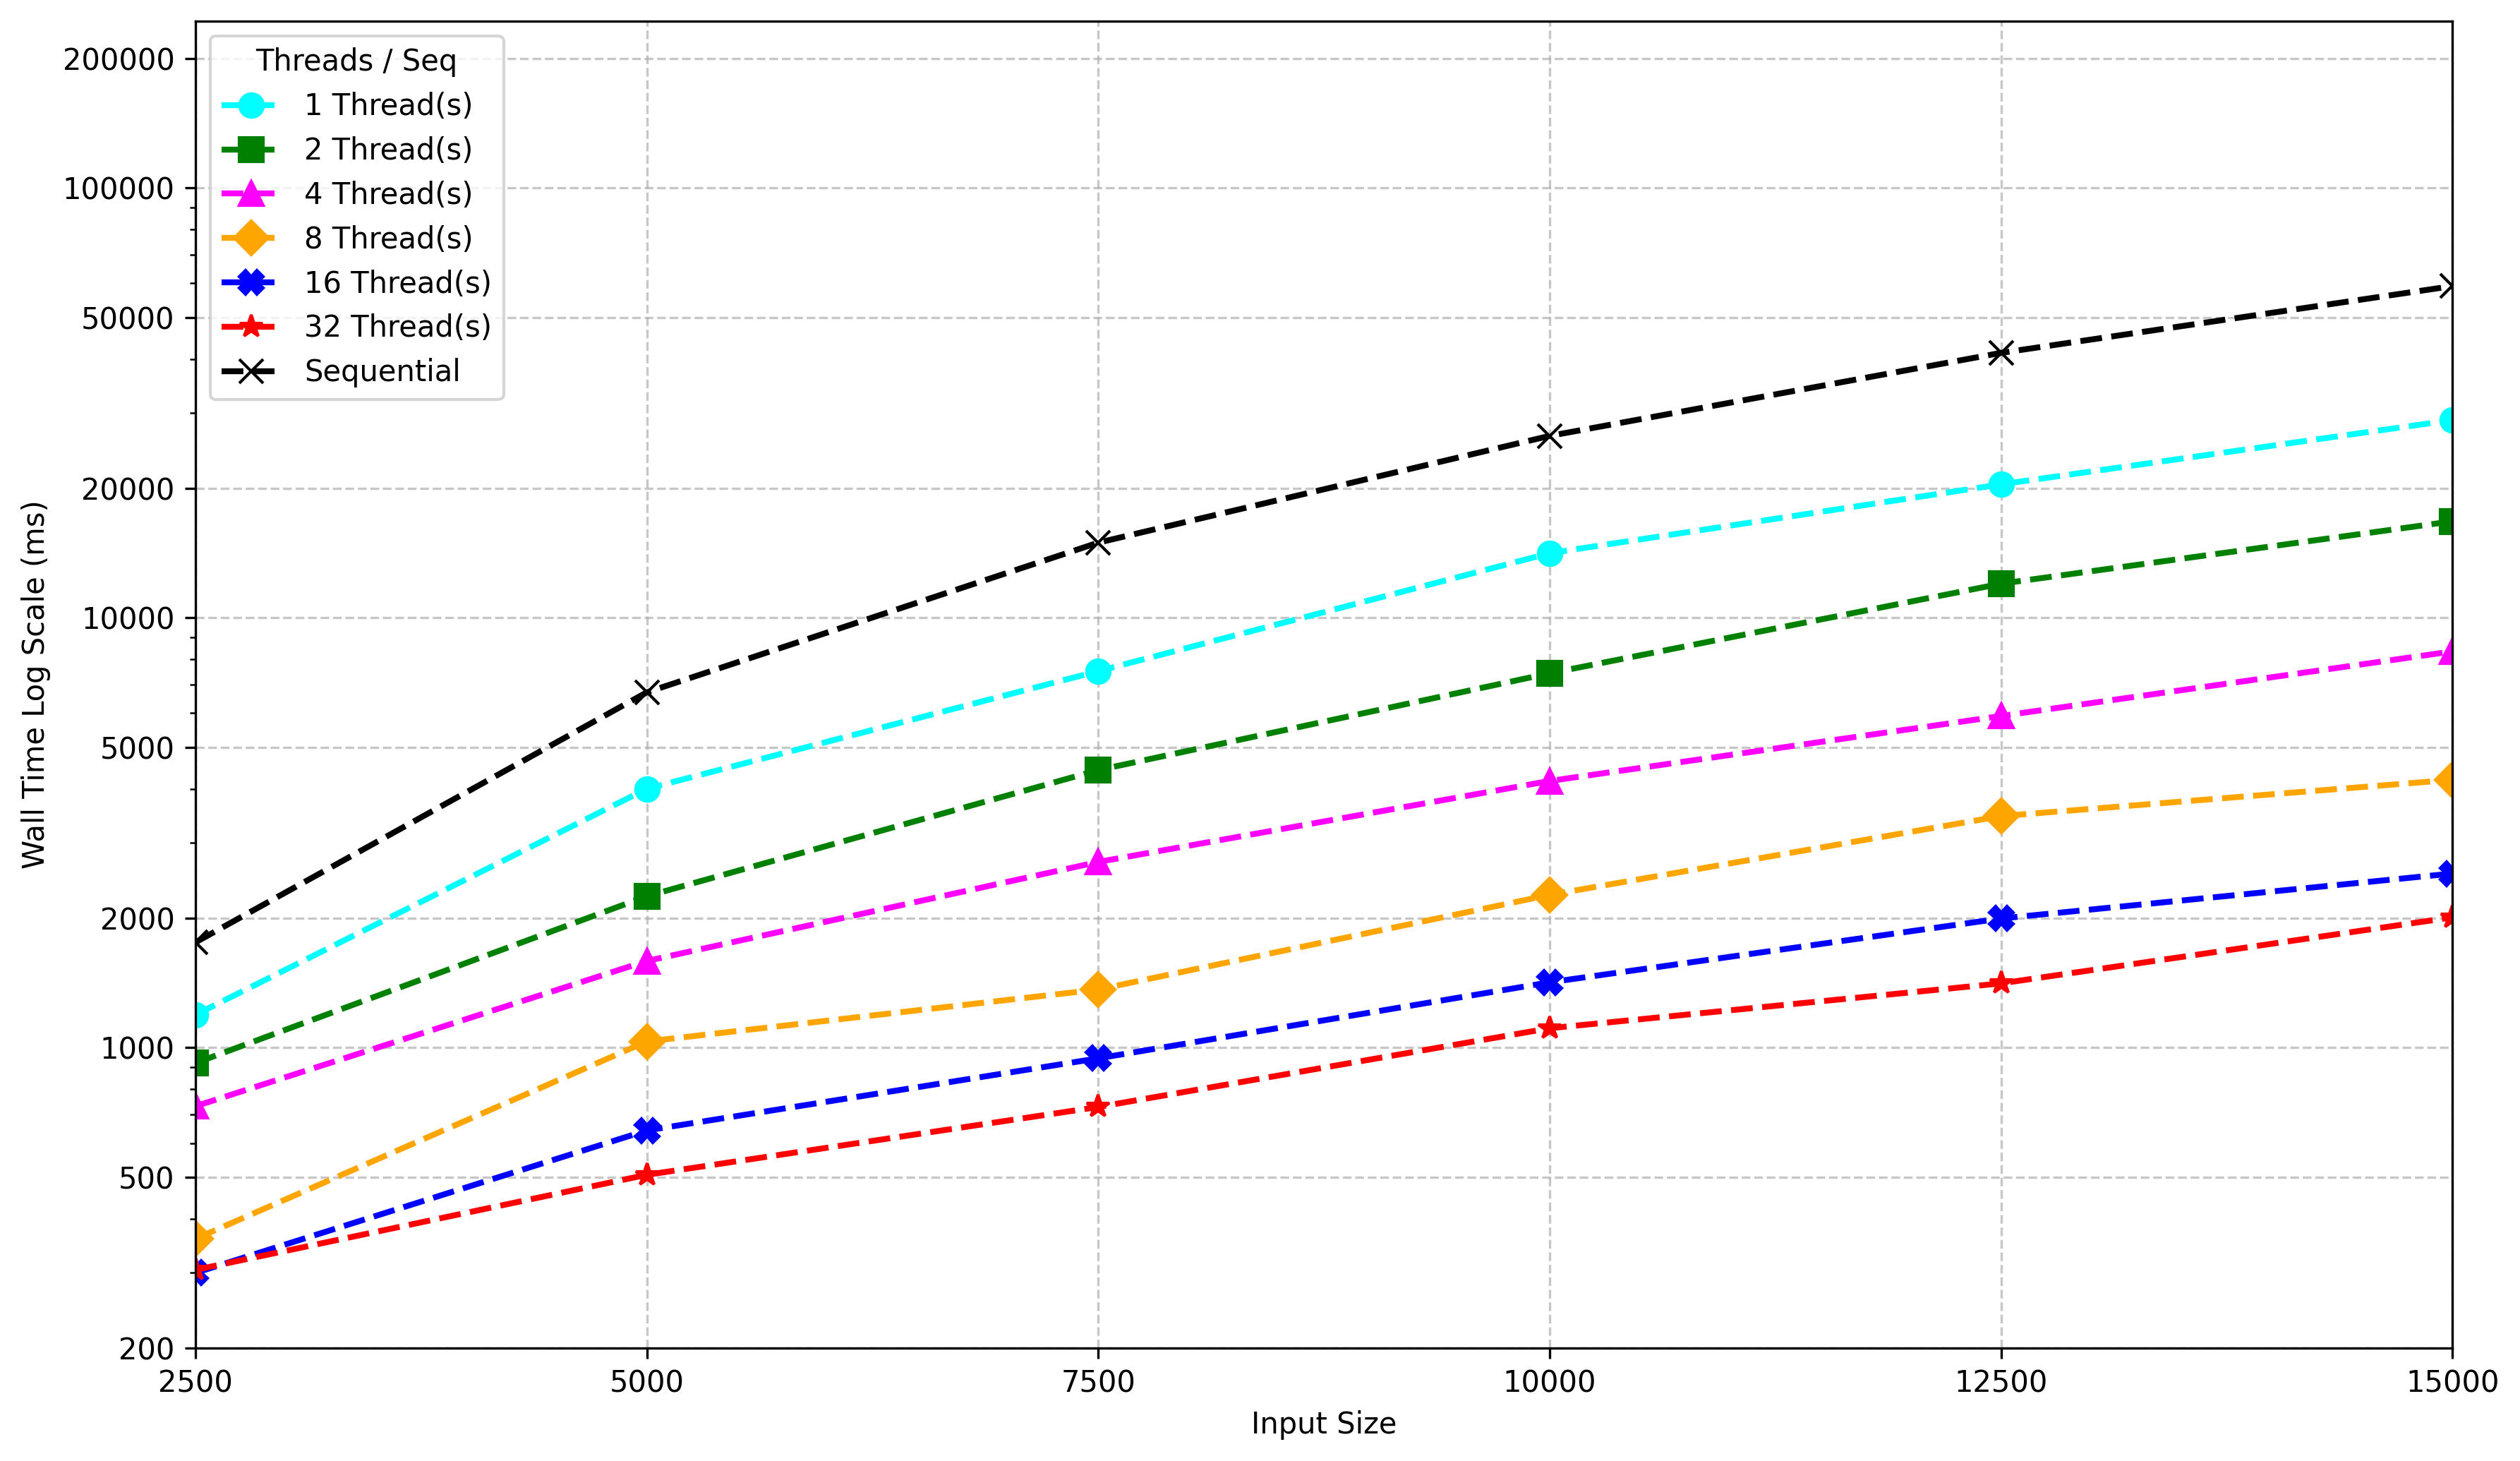 Threads / Seq
1 Thread(s)
2 Thread(s)
4 Thread(s)
8 Thread(s)
16 Thread(s)
32 Thread(s)
Sequential
200000
100000
50000
20000
10000
5000
2000
1000
500
200
Wall Time Log Scale (ms)
2500 5000 7500 10000 12500 15000
Input Size